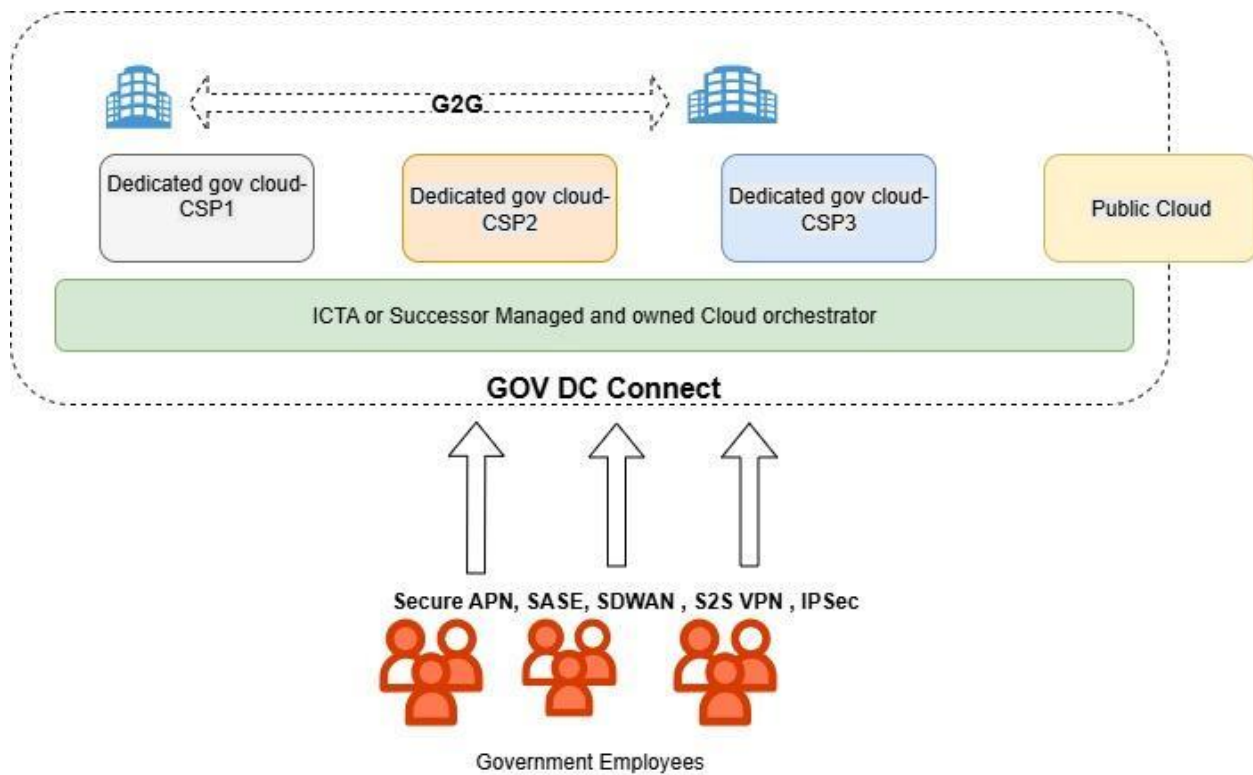 G2G
Dedicated gov cloud-
CSP1
Dedicated gov cloud-
CSP2
Dedicated gov cloud-
CSP3
Public Cloud
ICTA or Successor Managed and owned Cloud orchestrator
GOV DC Connect
Secure APN, SASE, SDWAN , S2S VPN , IPSec
Government Employees